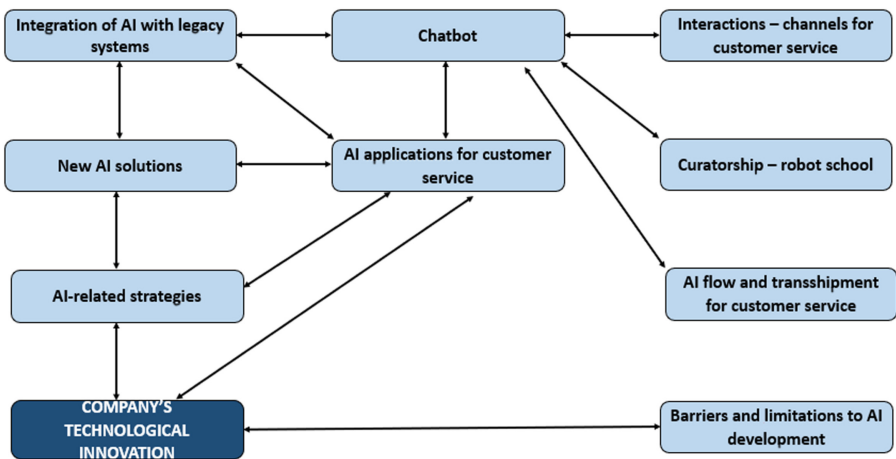 Integration of AI with legacy
systems
Chatbot
Interactions – channels for
customer service
New AI solutions
AI applications for customer
service
Curatorship – robot school
AI-related strategies
AI flow and transshipment
for customer service
COMPANY'S
TECHNOLOGICAL
INNOVATION
Barriers and limitations to AI
development